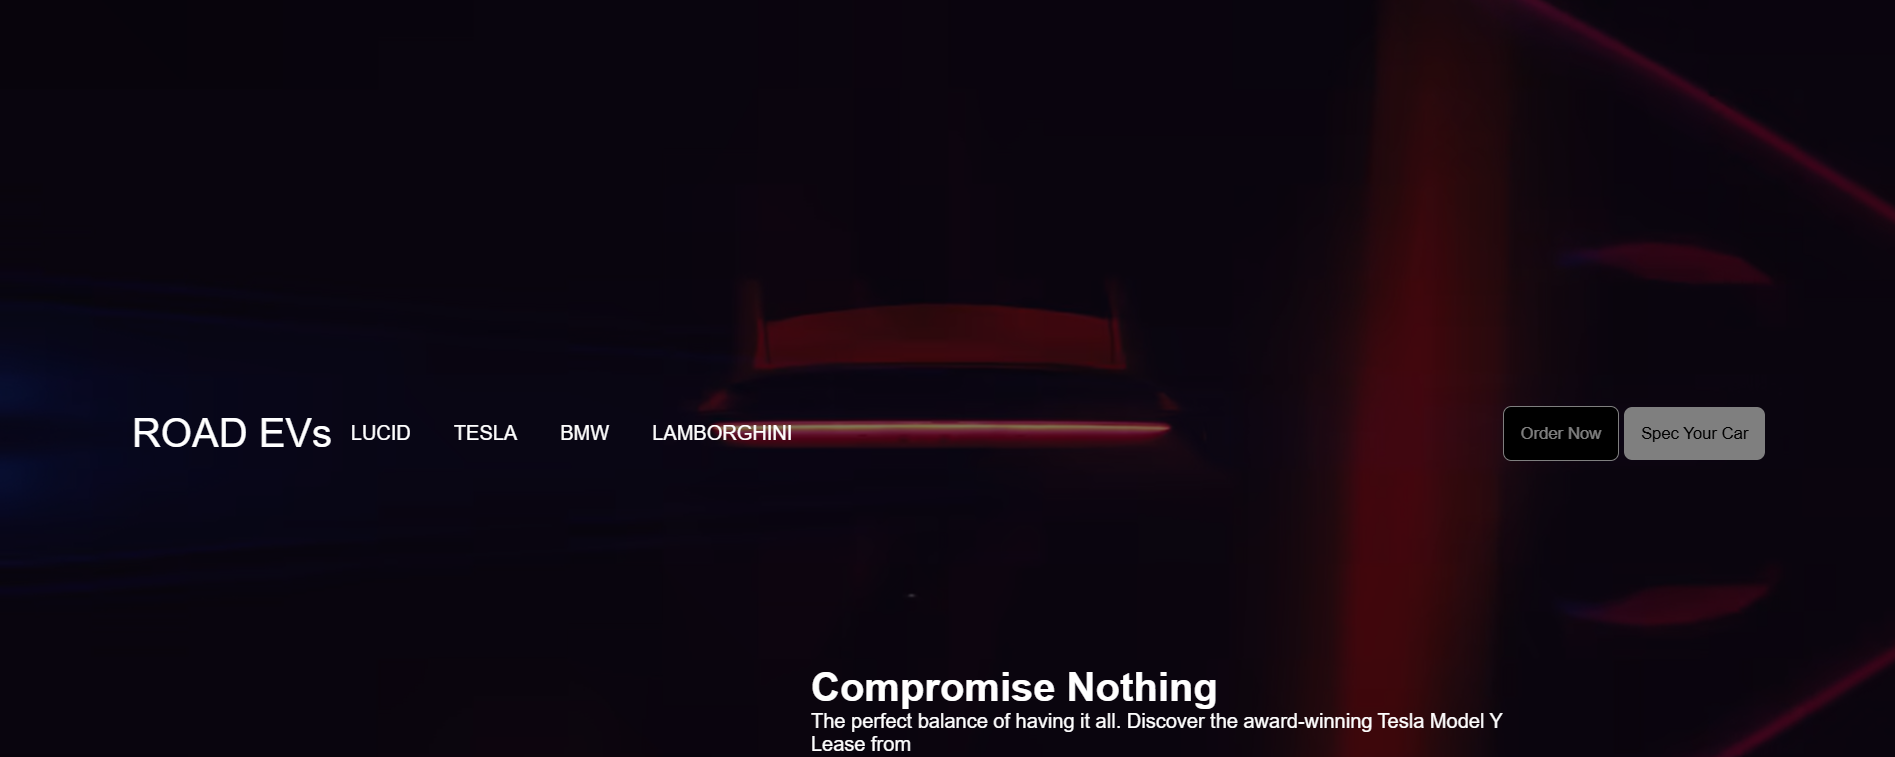 ROAD EVs LUCID TESLA BMW LAMBORGHINI Order Now Spec Your Car
Compromise Nothing
The perfect balance of having it all. Discover the award-winning Tesla Model Y
Lease from